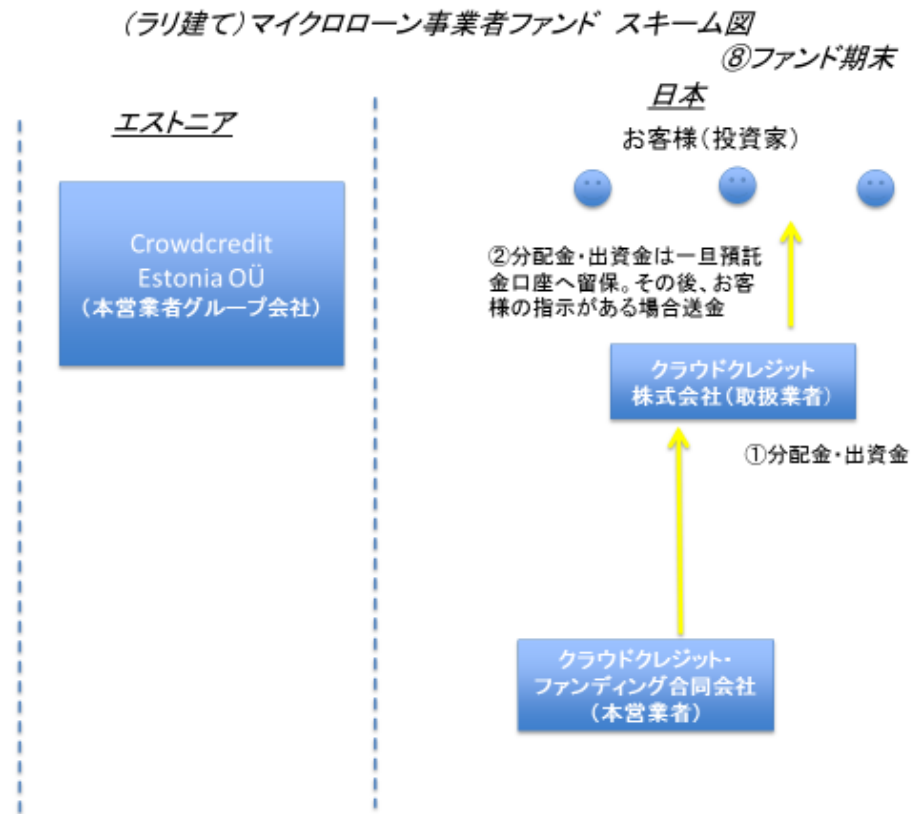 (ラリ建て)マイクロローン事業者ファンド スキーム図
⑧ファンド期末
エストニア
日本
お客様(投資家)
Crowdcredit
Estonia OÜ
(本営業者グループ会社)
②分配金・出資金は一旦預託
金口座へ留保。その後、お客
様の指示がある場合送金
クラウドクレジット
株式会社(取扱業者)
①分配金・出資金
クラウドクレジット・
ファンディング合同会社
(本営業者)